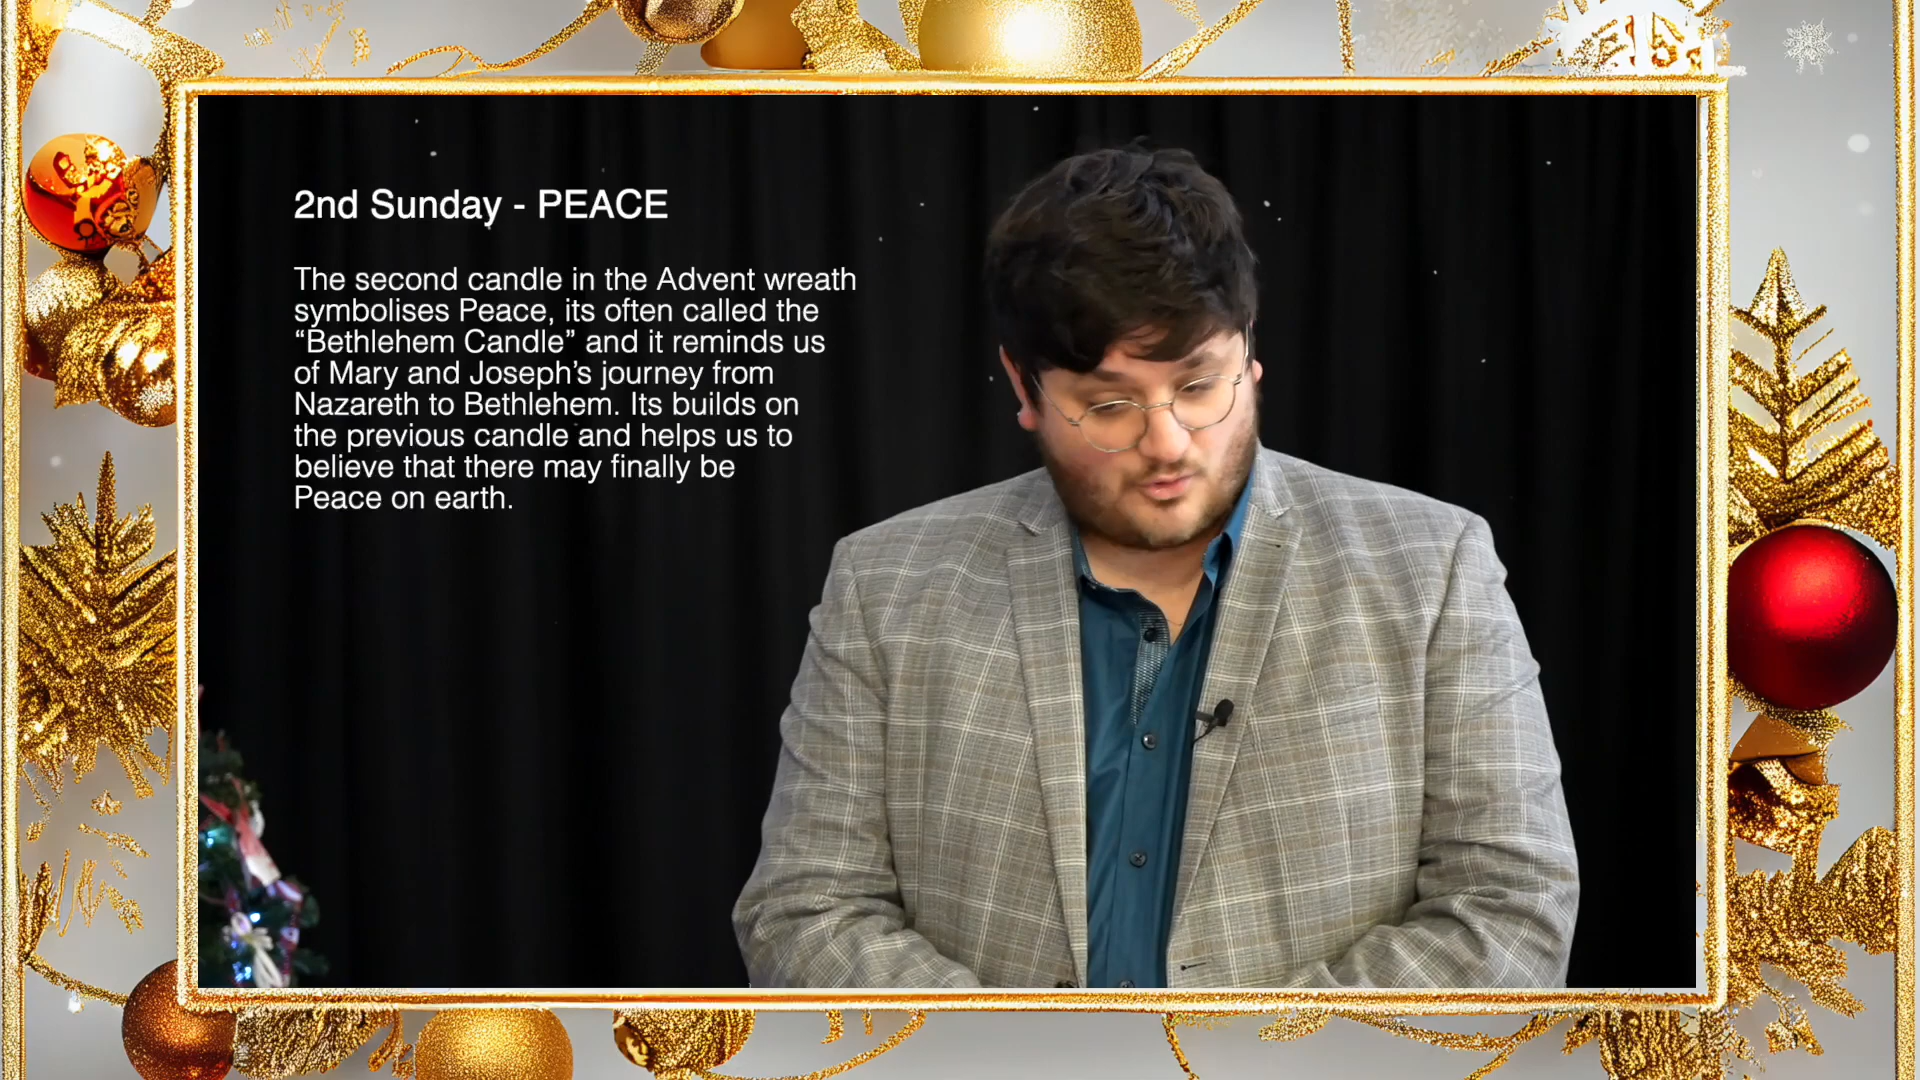 2nd Sunday - PEACE
The second candle in the Advent wreath
symbolises Peace, its often called the
“Bethlehem Candle” and it reminds us
of Mary and Joseph’s journey from
Nazareth to Bethlehem. Its builds on
the previous candle and helps us to
believe that there may finally be
Peace on earth.